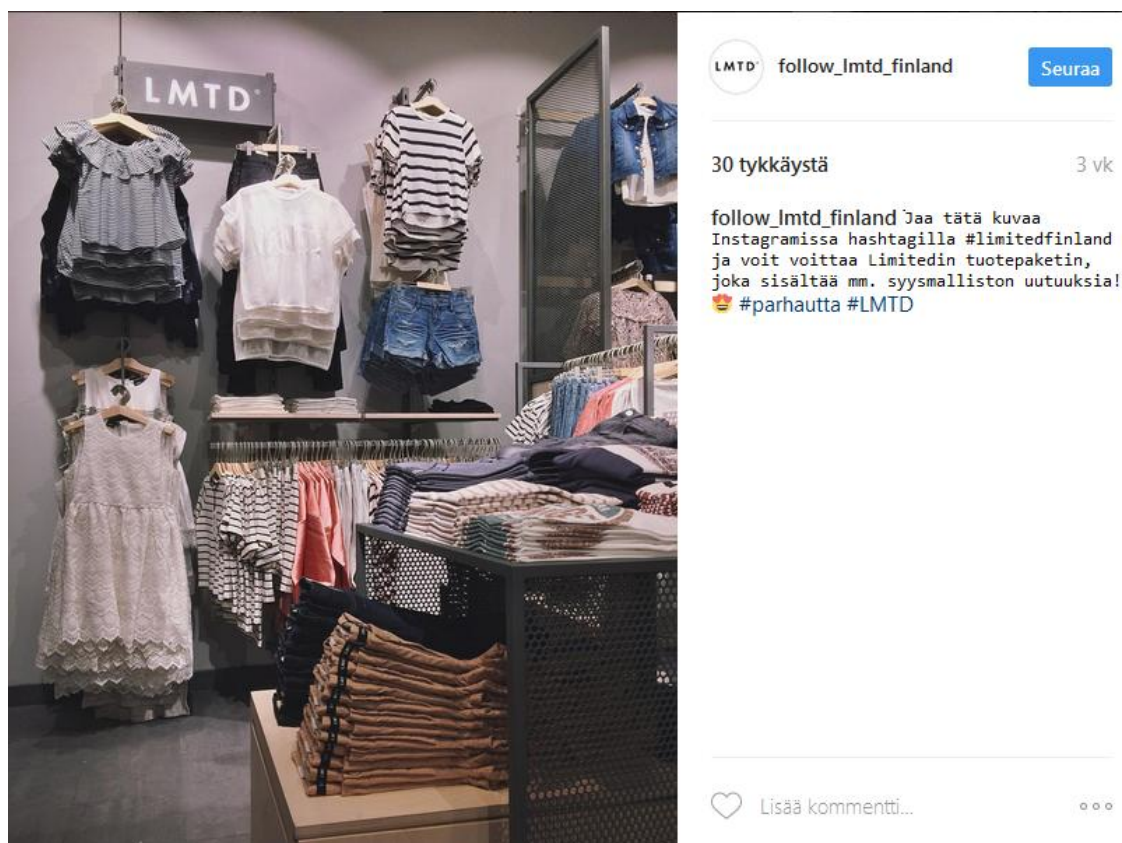 LMTD
LMTD
follow_lmtd_finland
Seuraa
30 tykkäystä
3 vk
follow_lmtd_finland Jaa tätä kuvaa
Instagramissa hashtagilla #limitedfinland
ja voit voittaa Limitedin tuotepaketin,
joka sisältää mm. syysmalliston uutuuksia!
😍 #parhautta #LMTD
Lisää kommentti...